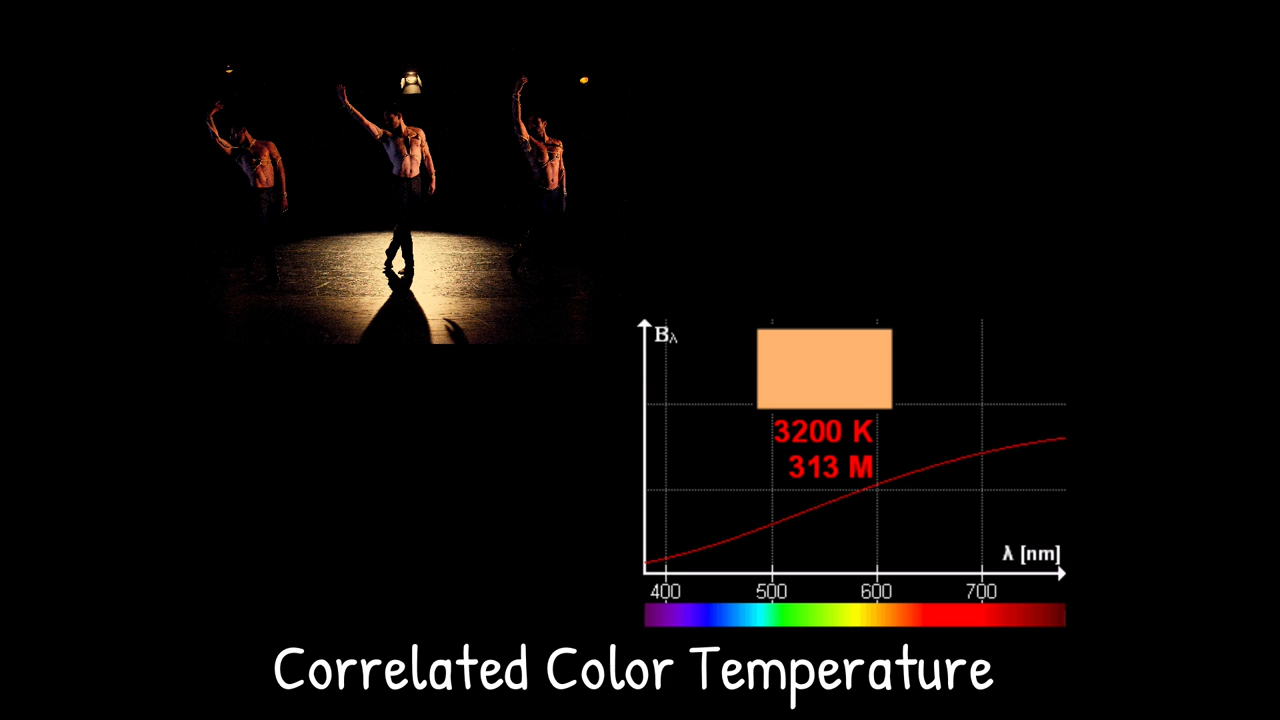 Bλ
3200 K
313 M
λ [nm]
400 500 600 700
Correlated Color Temperature